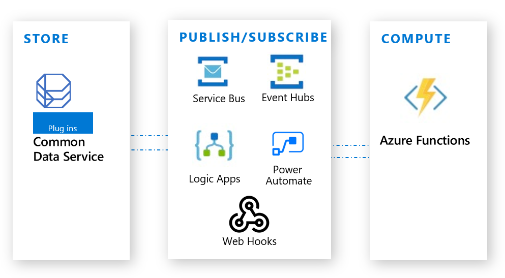 STORE
Plug ins
Common
Data Service
PUBLISH/SUBSCRIBE
Service Bus
Event Hubs
Logic Apps
Power
Automate
Web Hooks
COMPUTE
Azure Functions